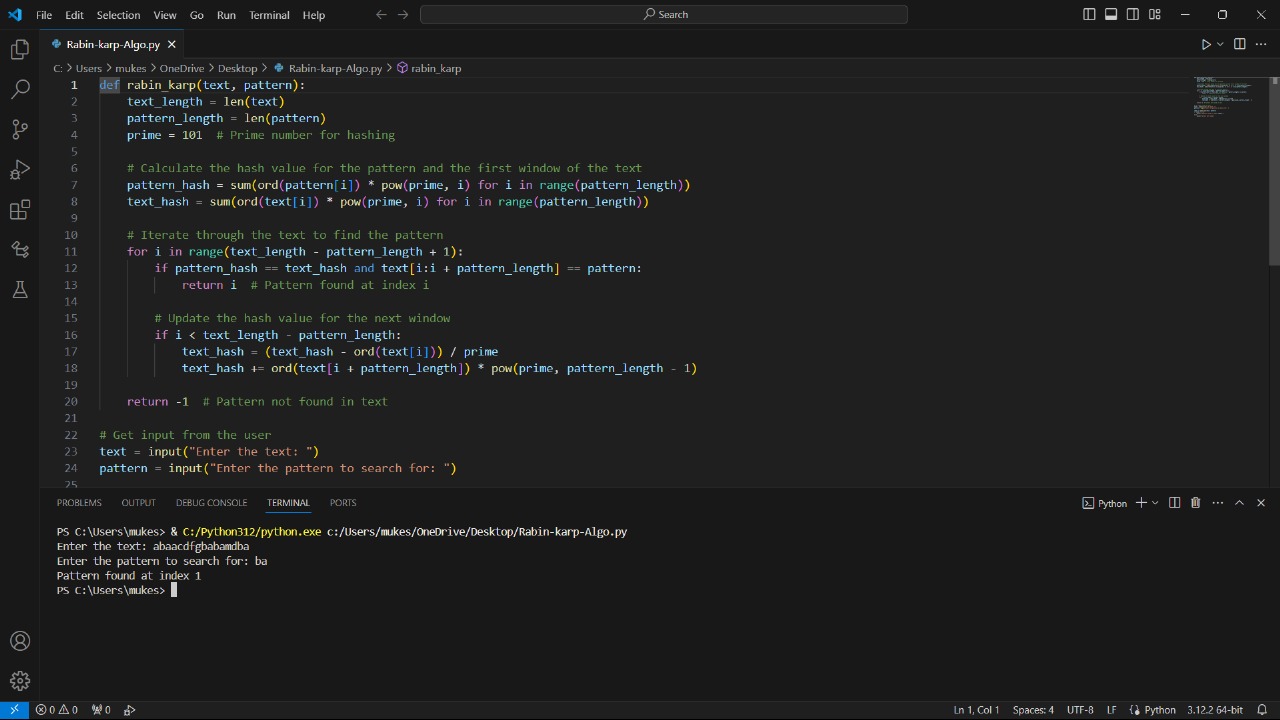 File Edit Selection View Go Run Terminal Help Search
Rabin-karp-Algo.py
C: > Users > mukes > OneDrive > Desktop > Rabin-karp-Algo.py > rabin_karp
1 def rabin_karp(text, pattern):
2 text_length = len(text)
3 pattern_length = len(pattern)
4 prime = 101  # Prime number for hashing
5
6 # Calculate the hash value for the pattern and the first window of the text
7 pattern_hash = sum(ord(pattern[i]) * pow(prime, i) for i in range(pattern_length))
8 text_hash = sum(ord(text[i]) * pow(prime, i) for i in range(pattern_length))
9
10 # Iterate through the text to find the pattern
11 for i in range(text_length - pattern_length + 1):
12 if pattern_hash == text_hash and text[i:i + pattern_length] == pattern:
13 return i  # Pattern found at index i
14
15 # Update the hash value for the next window
16 if i < text_length - pattern_length:
17 text_hash = (text_hash - ord(text[i])) / prime
18 text_hash += ord(text[i + pattern_length]) * pow(prime, pattern_length - 1)
19
20 return -1  # Pattern not found in text
21
22 # Get input from the user
23 text = input("Enter the text: ")
24 pattern = input("Enter the pattern to search for: ")
25
PROBLEMS OUTPUT DEBUG CONSOLE TERMINAL PORTS Python
PS C:\Users\mukes> & C:/Python312/python.exe c:/Users/mukes/OneDrive/Desktop/Rabin-karp-Algo.py
Enter the text: abaacdfgbabamdba
Enter the pattern to search for: ba
Pattern found at index 1
PS C:\Users\mukes>
0 0 0 Ln 1, Col 1 Spaces: 4 UTF-8 LF Python 3.12.2 64-bit